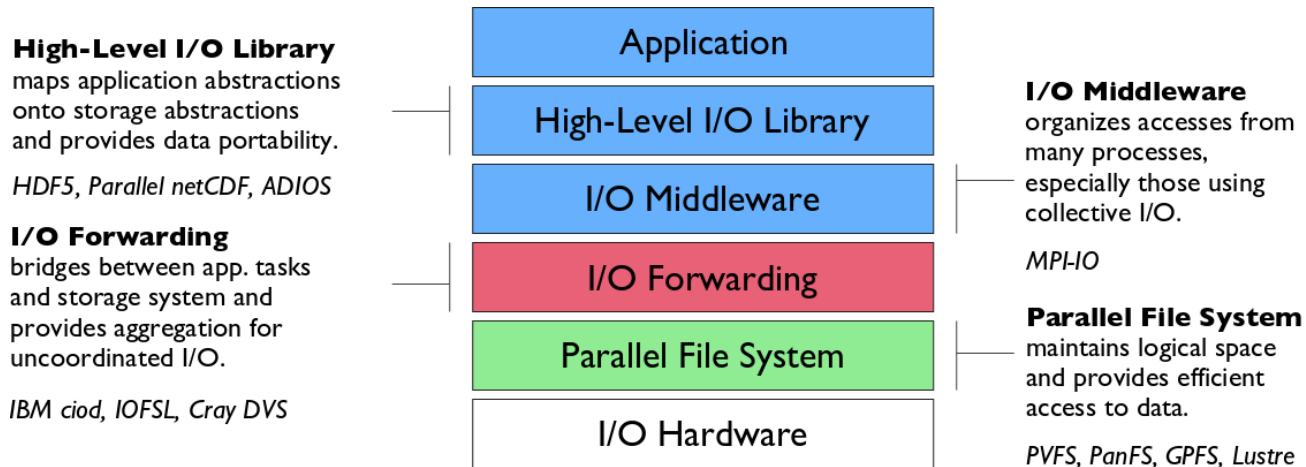 High-Level I/O Library
maps application abstractions
onto storage abstractions
and provides data portability.
HDF5, Parallel netCDF, ADIOS
I/O Forwarding
bridges between app. tasks
and storage system and
provides aggregation for
uncoordinated I/O.
IBM ciod, IOFSL, Cray DVS
Application
High-Level I/O Library
I/O Middleware
I/O Forwarding
Parallel File System
I/O Hardware
I/O Middleware
organizes accesses from
many processes,
especially those using
collective I/O.
MPI-IO
Parallel File System
maintains logical space
and provides efficient
access to data.
PVFS, PanFS, GPFS, Lustre